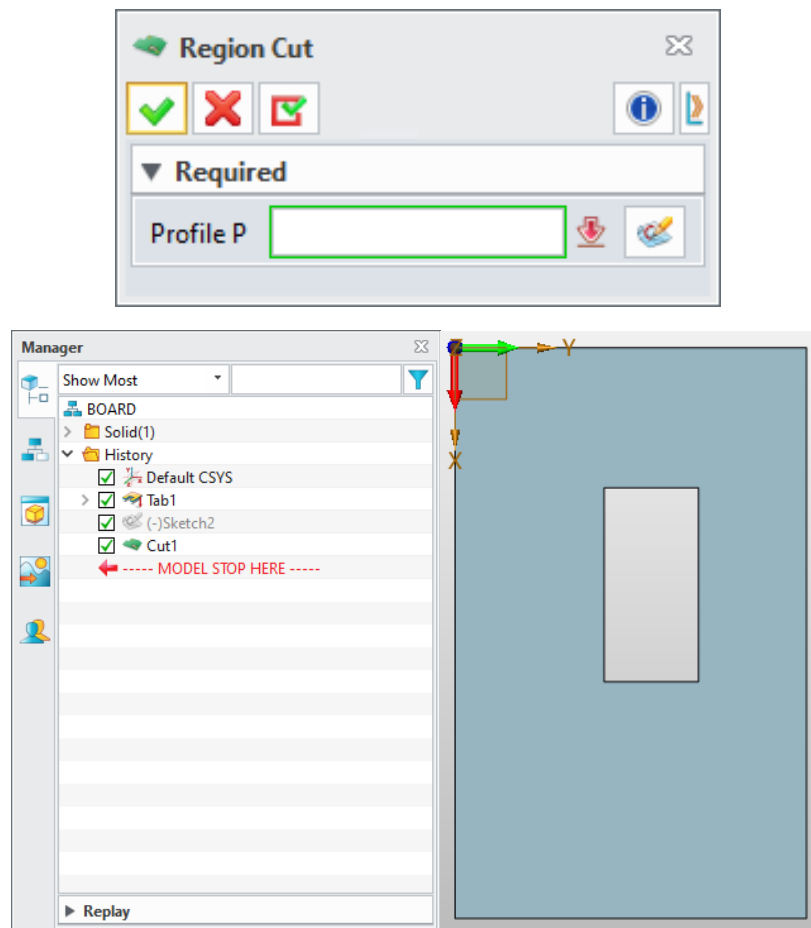 Region Cut
Required
Profile P
Manager
Show Most
BOARD
Solid(1)
History
Default CSYS
Tab1
(-)Sketch2
Cut1
----- MODEL STOP HERE -----
Replay
Y
X